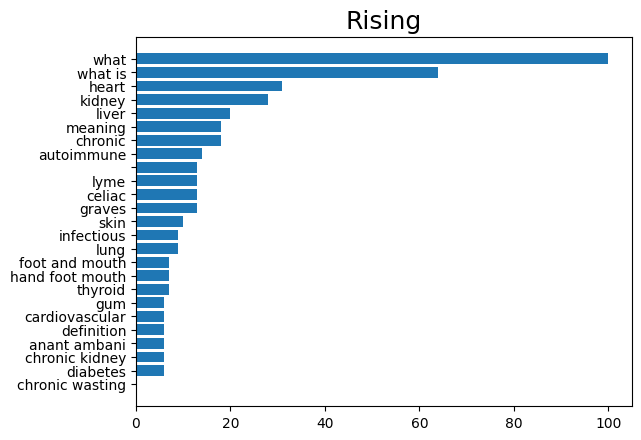 Rising
what
what is
heart
kidney
liver
meaning
chronic
autoimmune
lyme
celiac
graves
skin
infectious
lung
foot and mouth
hand foot mouth
thyroid
gum
cardiovascular
definition
anant ambani
chronic kidney
diabetes
chronic wasting
0 20 40 60 80 100